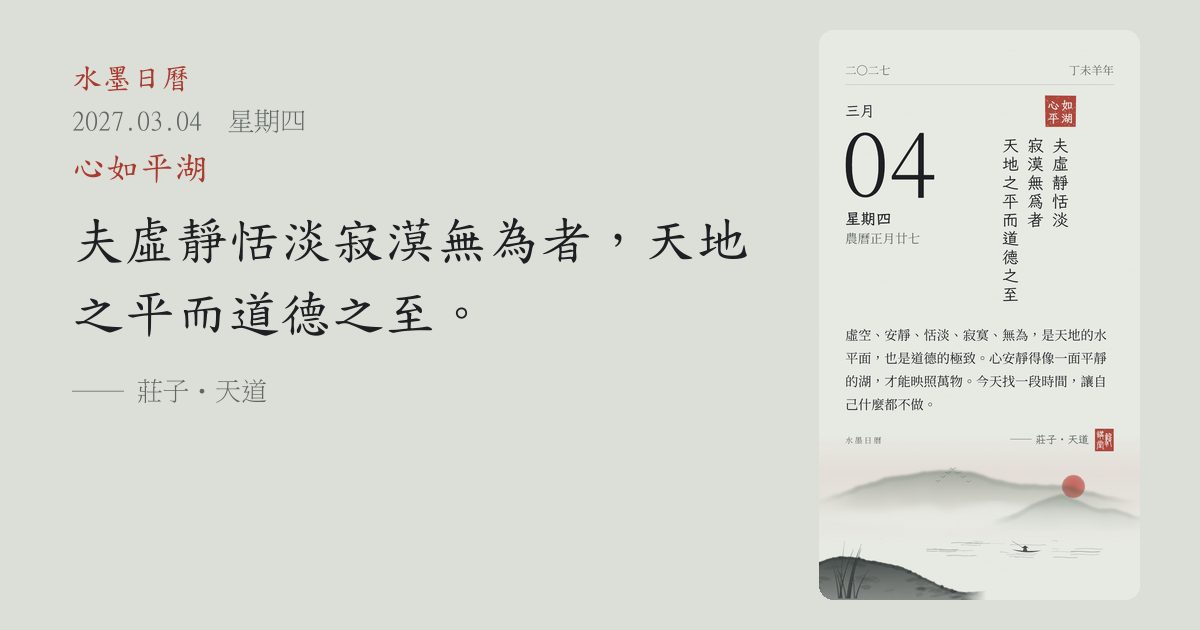 水墨日曆
2027.03.04 星期四
心如平湖
夫虛靜恬淡寂漠無為者，天地
之平而道德之至。
—— 莊子・天道
二〇二七
丁未羊年
三月
04
星期四
農曆正月廿七
如湖
心平
夫虛靜恬淡
寂漠無為者
天地之平而道德之至
虛空、安靜、恬淡、寂寞、無為，是天地的水
平面，也是道德的極致。心安靜得像一面平靜
的湖，才能映照萬物。今天找一段時間，讓自
己什麼都不做。
水墨日曆
—— 莊子・天道